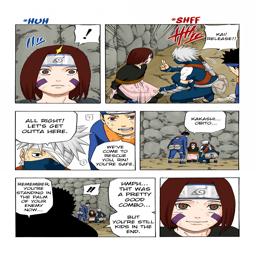 *HUH
!
*SHFF
KAI!
RELEASE!!
ALL RIGHT!
LET'S GET
OUTTA HERE.
!
WE'VE
COME TO
RESCUE
YOU, RIN!
YOU'RE SAFE.
KAKASHI...
OBITO...
REMEMBER,
YOU'RE
STANDING
IN THE PALM
OF YOUR
ENEMY
NOW...
!!
UMPH...
THT WAS
A PRETTY
GOOD
COMBO...
BUT
YOU'RE STILL
KIDS IN THE
END.